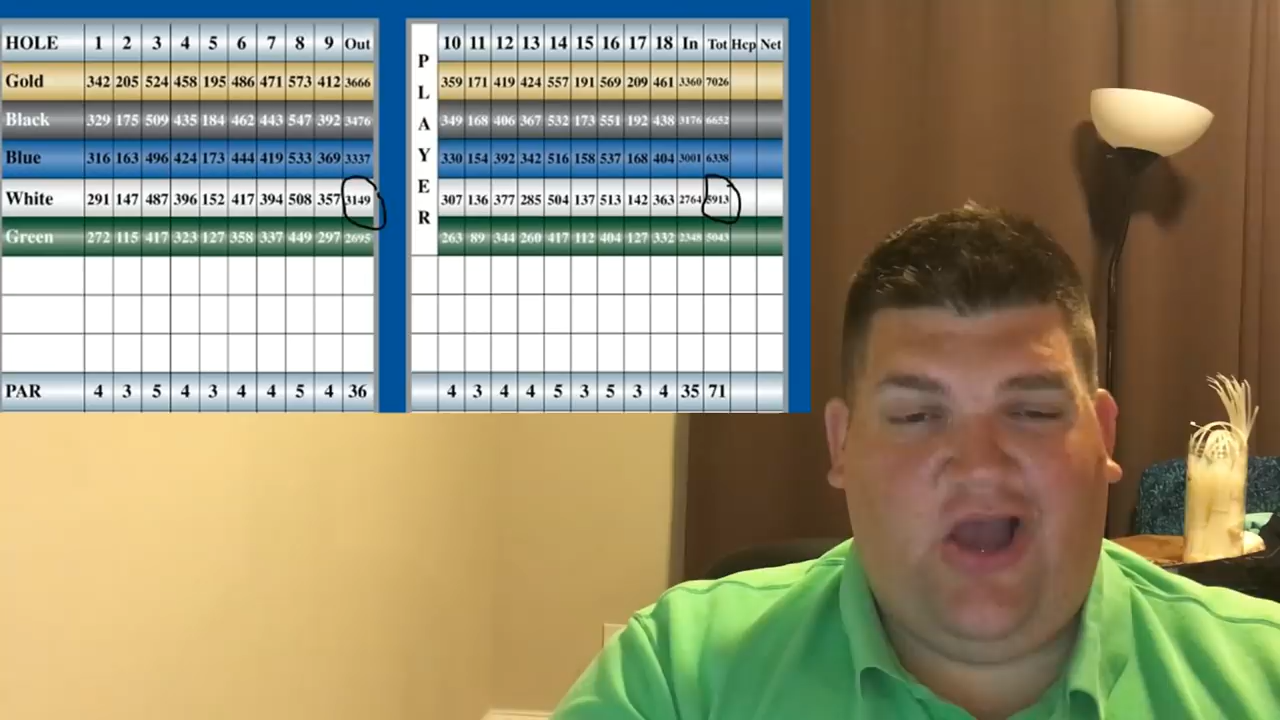 HOLE 1 2 3 4 5 6 7 8 9 Out
Gold 342 205 524 458 195 486 471 573 412 3666
Black 329 175 509 435 184 462 443 547 392 3476
Blue 316 163 496 424 173 444 419 533 369 3337
White 291 147 487 396 152 417 394 508 357 3149
Green 272 115 417 323 127 358 337 449 297 2695
PAR 4 3 5 4 3 4 4 5 4 36
PLAYER
10 11 12 13 14 15 16 17 18 In Tot Hcp Net
359 171 419 424 557 191 569 209 461 3360 7026
349 168 406 367 532 173 551 192 438 3176 6652
330 154 392 342 516 158 537 168 404 3001 6338
307 136 377 285 504 137 513 142 363 2764 5913
263 89 344 260 417 112 404 127 332 2348 5043
4 3 4 4 5 3 5 3 4 35 71